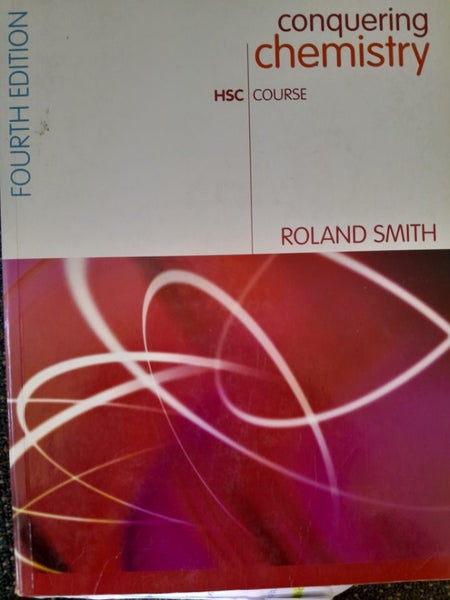 FOURTH EDITION
conquering
chemistry
HSC COURSE
ROLAND SMITH